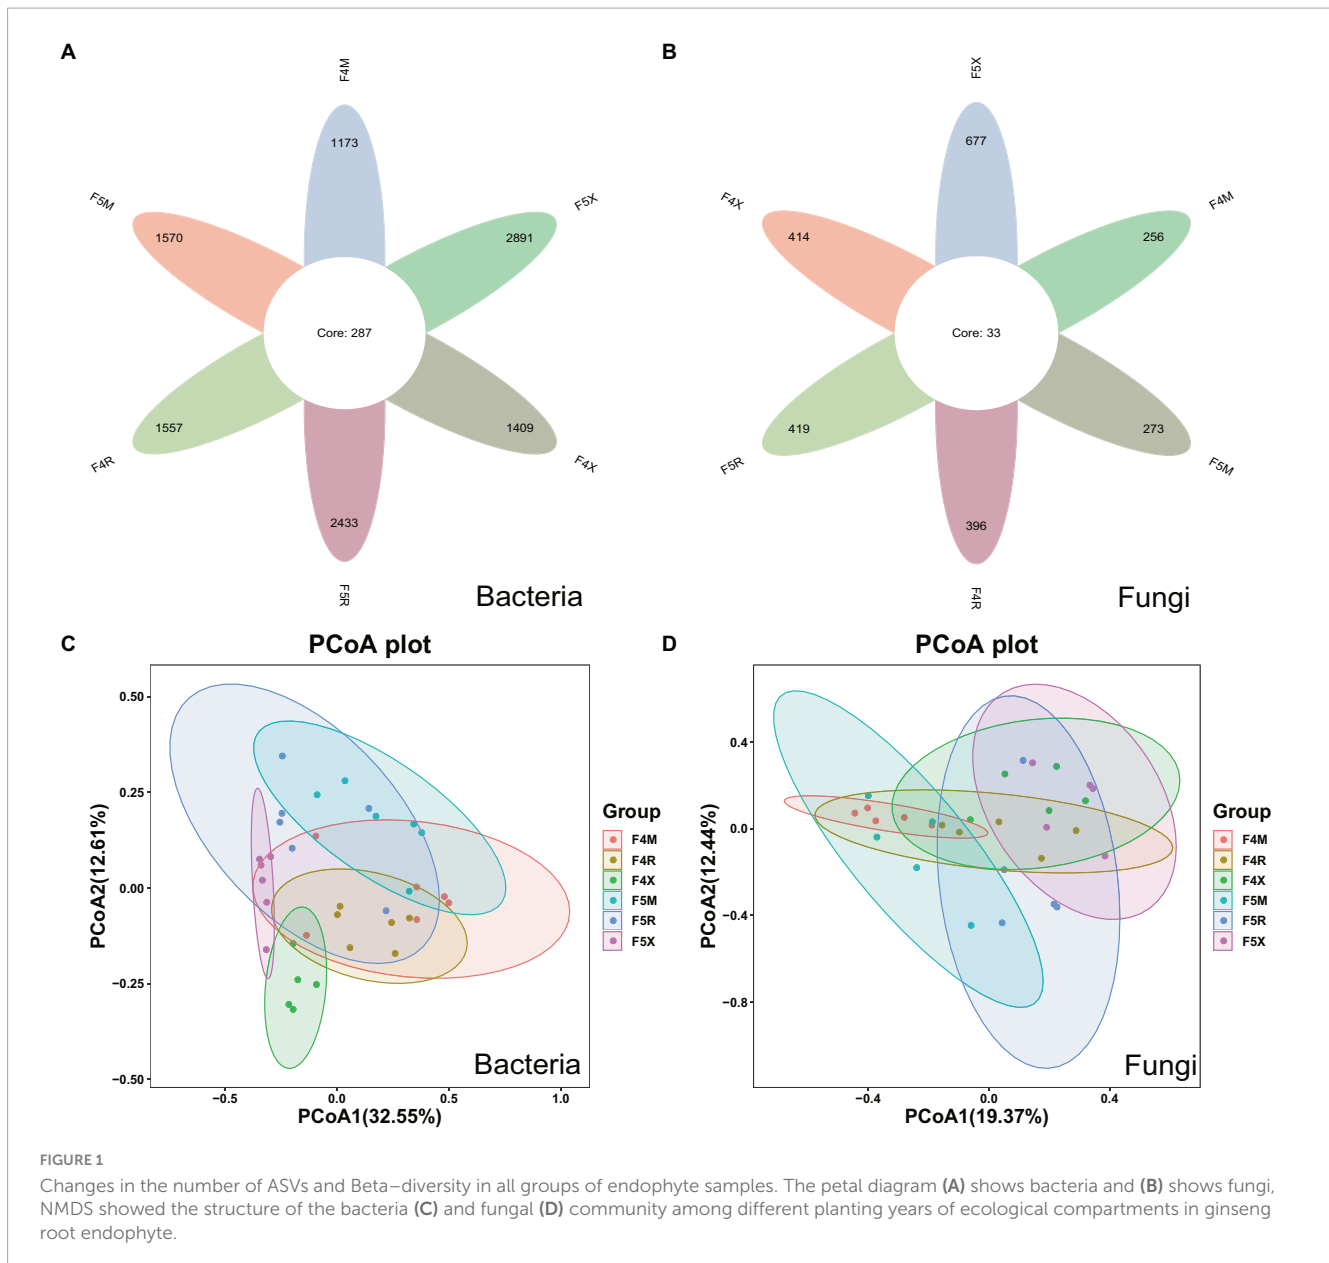 A
F4M
1173
F5M
1570
F5X
2891
Core: 287
F4R
1557
F4X
1409
2433
F5R
Bacteria
B
F5X
677
F4X
414
F4M
256
Core: 33
F5R
419
F5M
273
396
F4R
Fungi
C
PCoA plot
PCoA2(12.61%)
0.50
0.25
0.00
−0.25
−0.50
−0.5
0.0
0.5
1.0
PCoA1(32.55%)
Bacteria
Group
F4M
F4R
F4X
F5M
F5R
F5X
D
PCoA plot
PCoA2(12.44%)
0.4
0.0
−0.4
−0.8
−0.4
0.0
0.4
PCoA1(19.37%)
Fungi
Group
F4M
F4R
F4X
F5M
F5R
F5X
FIGURE 1
Changes in the number of ASVs and Beta–diversity in all groups of endophyte samples. The petal diagram (A) shows bacteria and (B) shows fungi,
NMDS showed the structure of the bacteria (C) and fungal (D) community among different planting years of ecological compartments in ginseng
root endophyte.